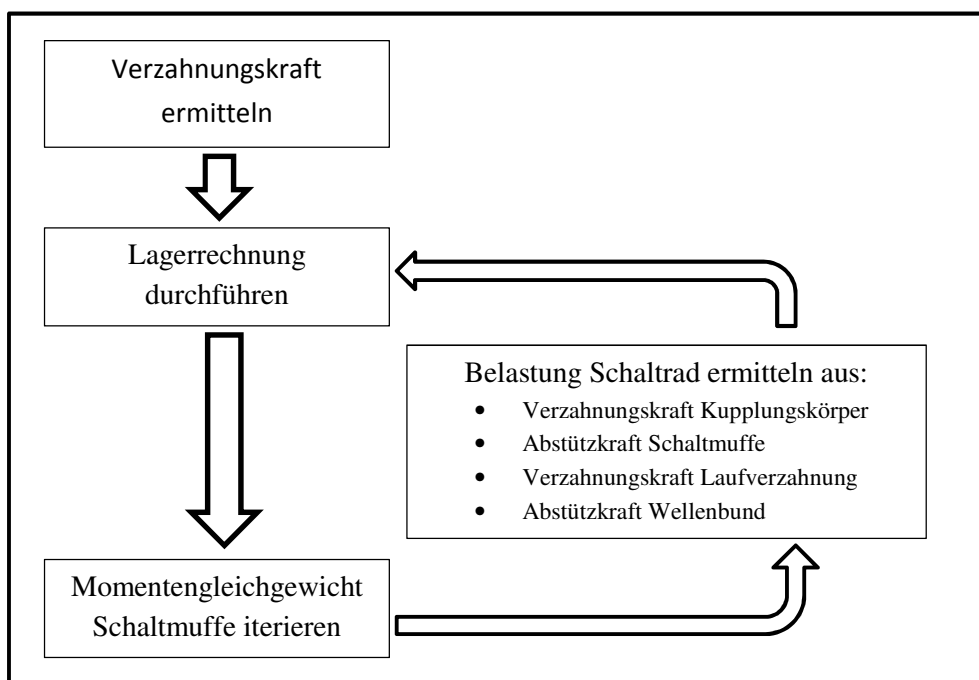 Verzahnungskraft
ermitteln
Lagerrechnung
durchführen
Belastung Schaltrad ermitteln aus:
• Verzahnungskraft Kupplungskörper
• Abstützkraft Schaltmuffe
• Verzahnungskraft Laufverzahnung
• Abstützkraft Wellenbund
Momentengleichgewicht
Schaltmuffe iterieren